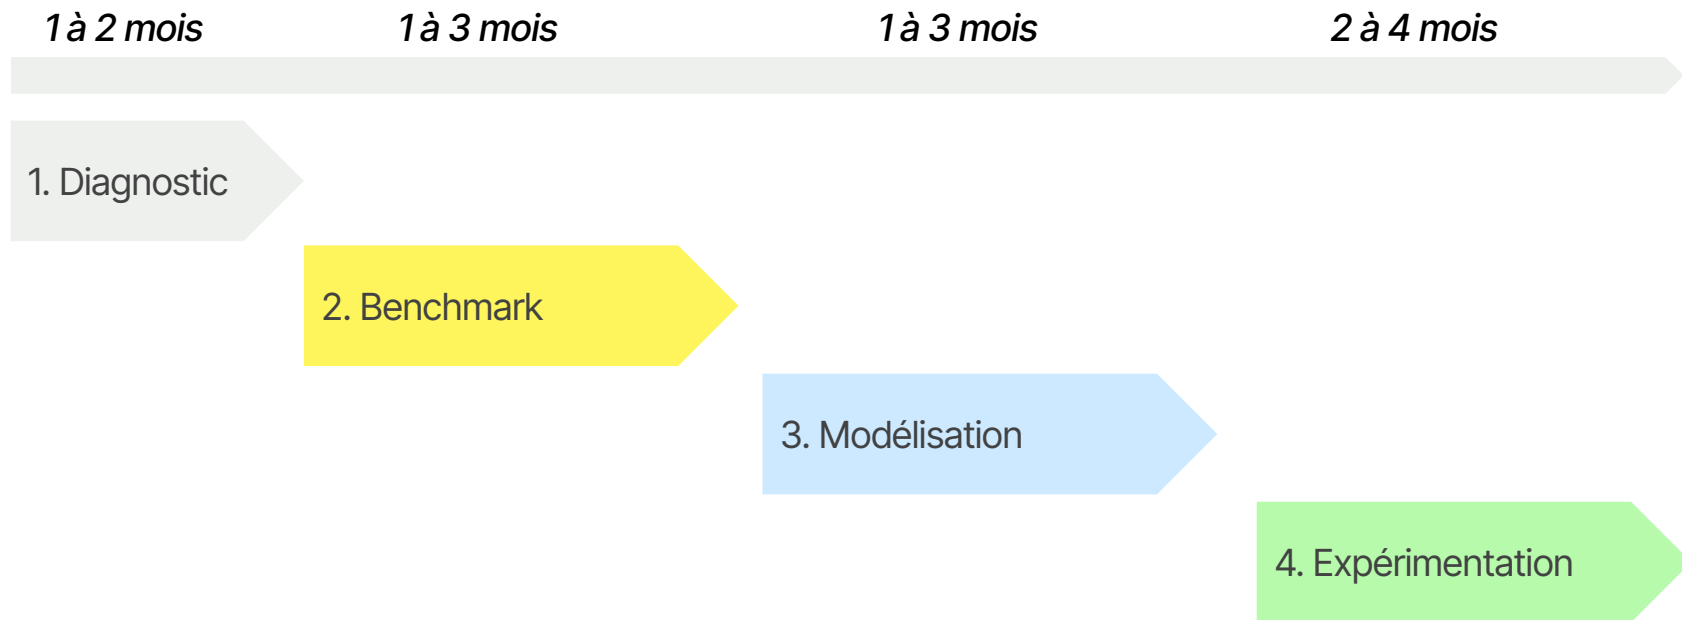 1 à 2 mois
1 à 3 mois
1 à 3 mois
2 à 4 mois
1. Diagnostic
2. Benchmark
3. Modélisation
4. Expérimentation